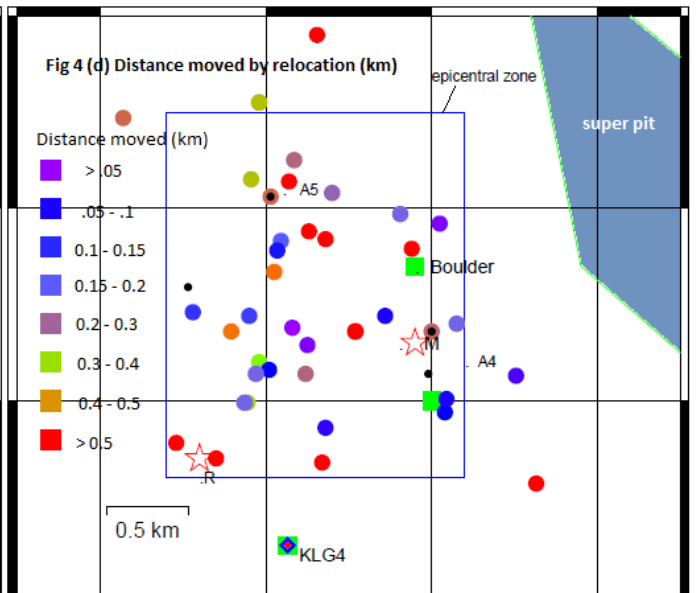 Fig 4 (d) Distance moved by relocation (km)
epicentral zone
super pit
Distance moved (km)
> .05
.05 - .1
0.1 - 0.15
0.15 - 0.2
0.2 - 0.3
0.3 - 0.4
0.4 - 0.5
> 0.5
. A5
Boulder
.M
. A4
.R
0.5 km
KLG4